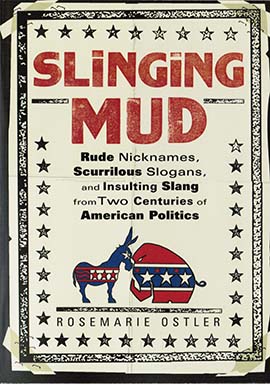 SLINGING
MUD
Rude Nicknames,
Scurrilous Slogans,
and Insulting Slang
from Two Centuries of
American Politics
ROSEMARIE OSTLER